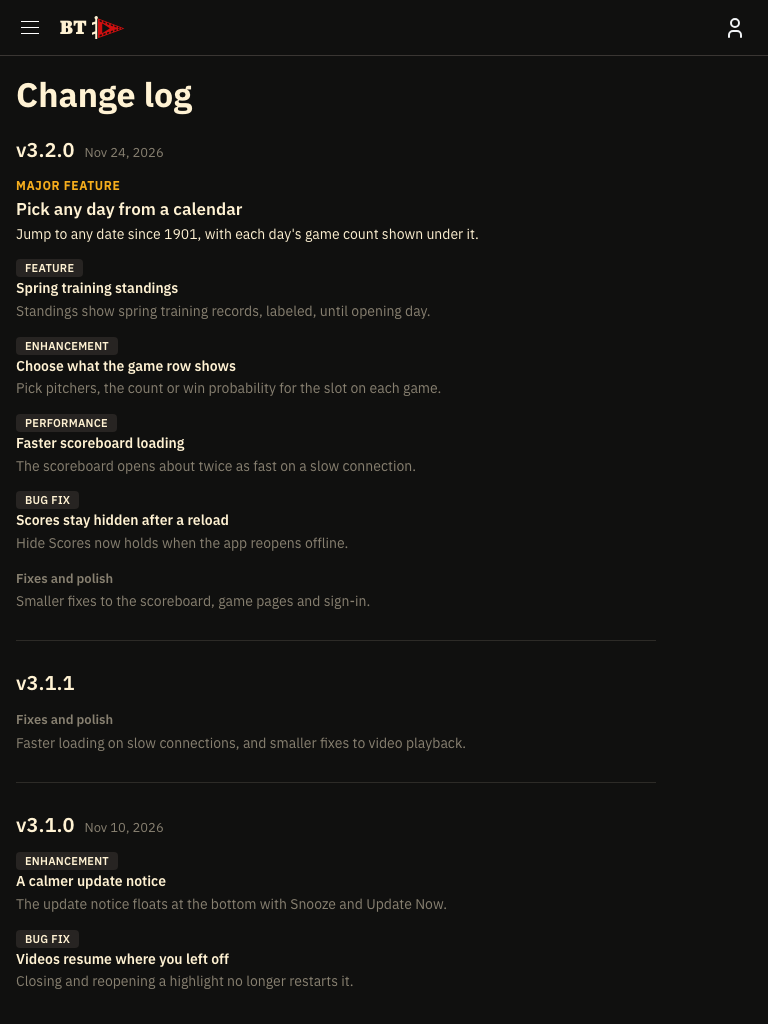 BT
Change log
v3.2.0 Nov 24, 2026
MAJOR FEATURE
Pick any day from a calendar
Jump to any date since 1901, with each day's game count shown under it.
FEATURE
Spring training standings
Standings show spring training records, labeled, until opening day.
ENHANCEMENT
Choose what the game row shows
Pick pitchers, the count or win probability for the slot on each game.
PERFORMANCE
Faster scoreboard loading
The scoreboard opens about twice as fast on a slow connection.
BUG FIX
Scores stay hidden after a reload
Hide Scores now holds when the app reopens offline.
Fixes and polish
Smaller fixes to the scoreboard, game pages and sign-in.
v3.1.1
Fixes and polish
Faster loading on slow connections, and smaller fixes to video playback.
v3.1.0 Nov 10, 2026
ENHANCEMENT
A calmer update notice
The update notice floats at the bottom with Snooze and Update Now.
BUG FIX
Videos resume where you left off
Closing and reopening a highlight no longer restarts it.